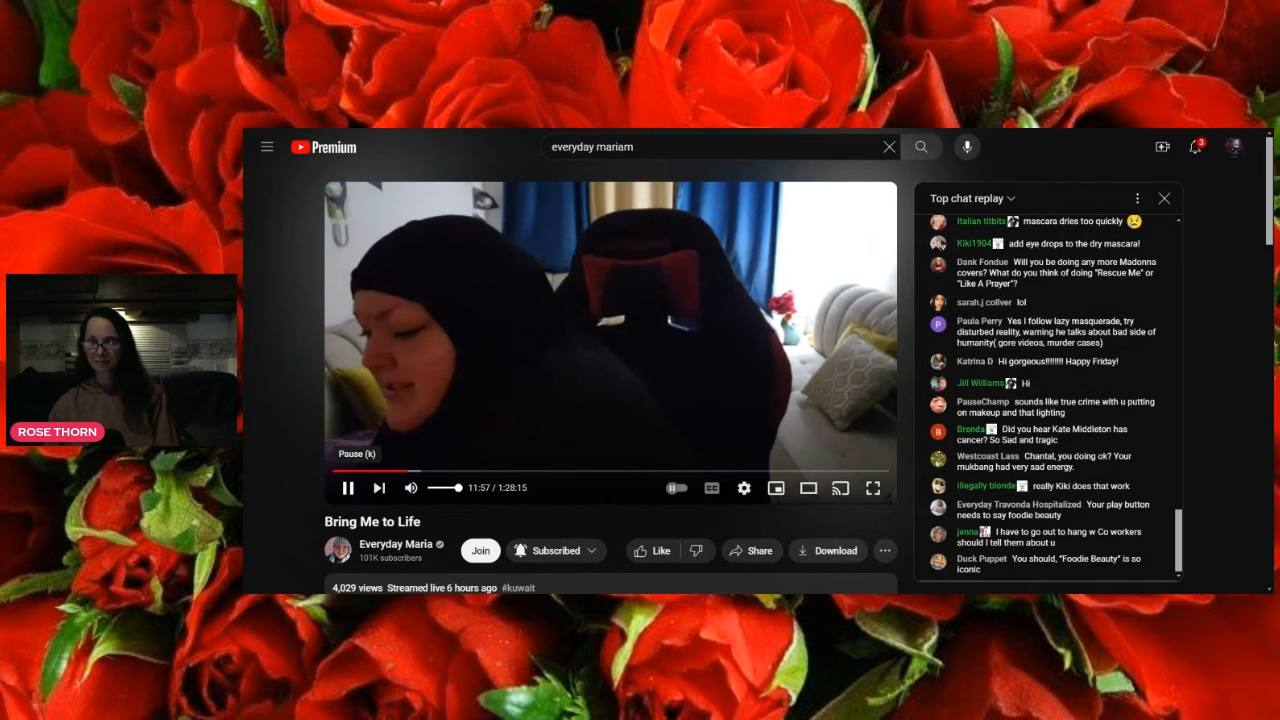 Premium
everyday mariam
3
Top chat replay
Italian titbits mascara dries too quickly
Kiki1904 add eye drops to the dry mascara!
Dank Fondue Will you be doing any more Madonna
covers? What do you think of doing "Rescue Me" or
"Like A Prayer"?
sarah.j collver lol
P
Paula Perry Yes I follow lazy masquerade, try
disturbed reality, warning he talks about bad side of
humanity( gore videos, murder cases)
Katrina D Hi gorgeous!!!!!!!! Happy Friday!
Jill Williams Hi
PauseChamp sounds like true crime with u putting
on makeup and that lighting
B
Brenda Did you hear Kate Middleton has
cancer? So Sad and tragic
Westcoast Lass Chantal, you doing ok? Your
mukbang had very sad energy.
illegally blonde really Kiki does that work
Everyday Travonda Hospitalized Your play button
needs to say foodie beauty
jenna I have to go out to hang w Co workers
should I tell them about u
Duck Puppet You should, "Foodie Beauty" is so
iconic
ROSE THORN
Pause (k)
11:57 / 1:28:15
CC
Bring Me to Life
Everyday Maria
101K subscribers
Join
Subscribed
Like
Share
Download
4,029 views Streamed live 6 hours ago #kuwait